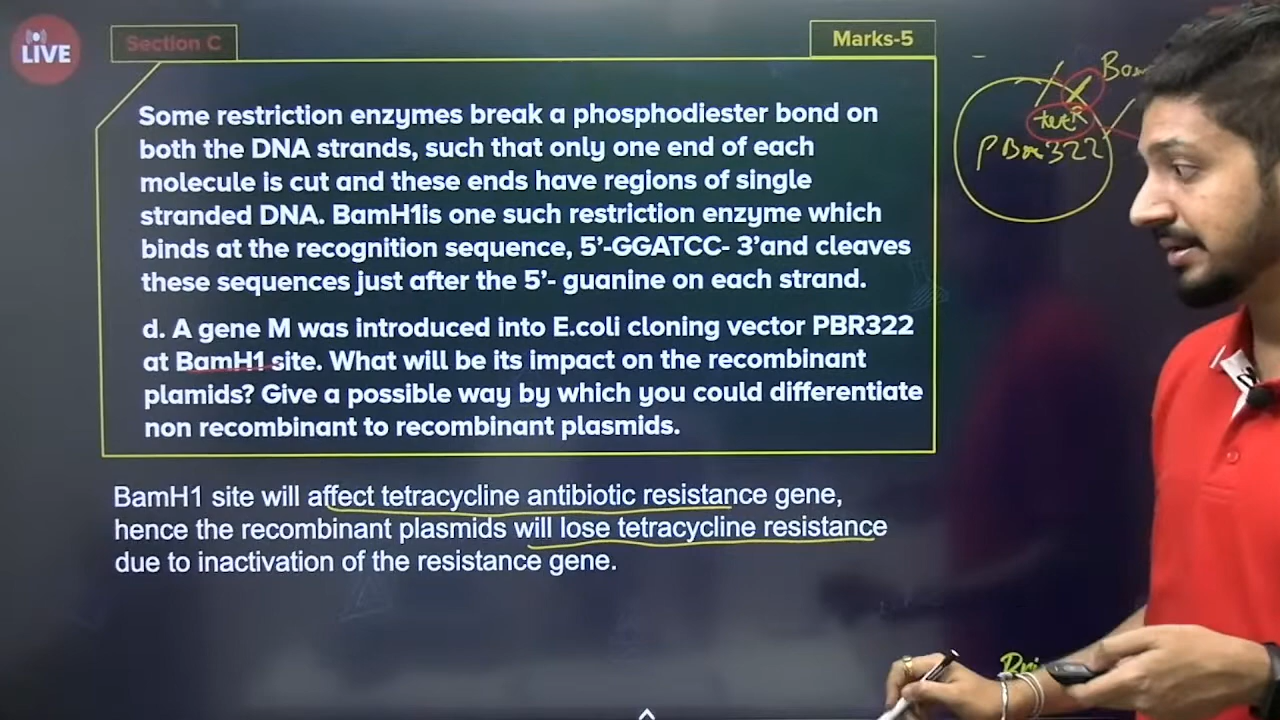 LIVE
Section C
Marks-5
Some restriction enzymes break a phosphodiester bond on
both the DNA strands, such that only one end of each
molecule is cut and these ends have regions of single
stranded DNA. BamH1is one such restriction enzyme which
binds at the recognition sequence, 5’-GGATCC- 3’and cleaves
these sequences just after the 5’- guanine on each strand.
d. A gene M was introduced into E.coli cloning vector PBR322
at BamH1 site. What will be its impact on the recombinant
plamids? Give a possible way by which you could differentiate
non recombinant to recombinant plasmids.
BamH1 site will affect tetracycline antibiotic resistance gene,
hence the recombinant plasmids will lose tetracycline resistance
due to inactivation of the resistance gene.
tetR